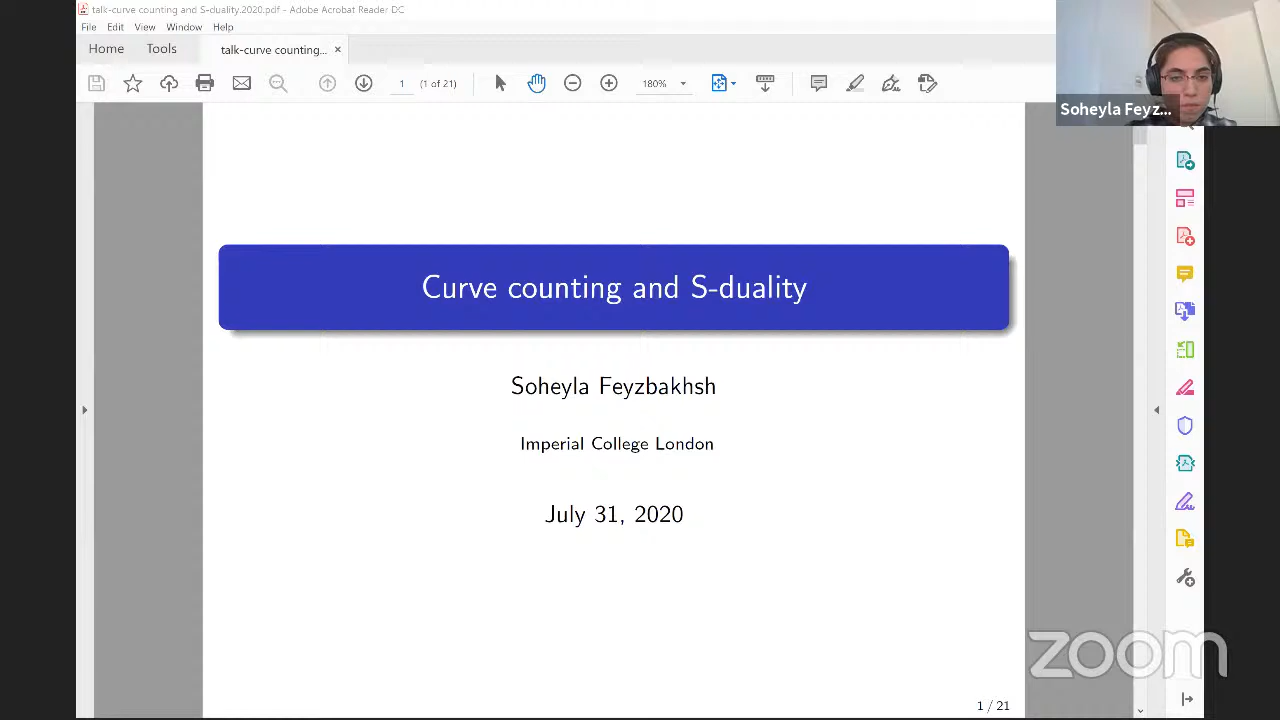 talk-curve counting and S-duality.2020.pdf - Adobe Acrobat Reader DC
File Edit View Window Help
Home Tools talk-curve counting... ×
1 (1 of 21) 180%
Soheyla Feyz...
Curve counting and S-duality
Soheyla Feyzbakhsh
Imperial College London
July 31, 2020
zoom
1 / 21